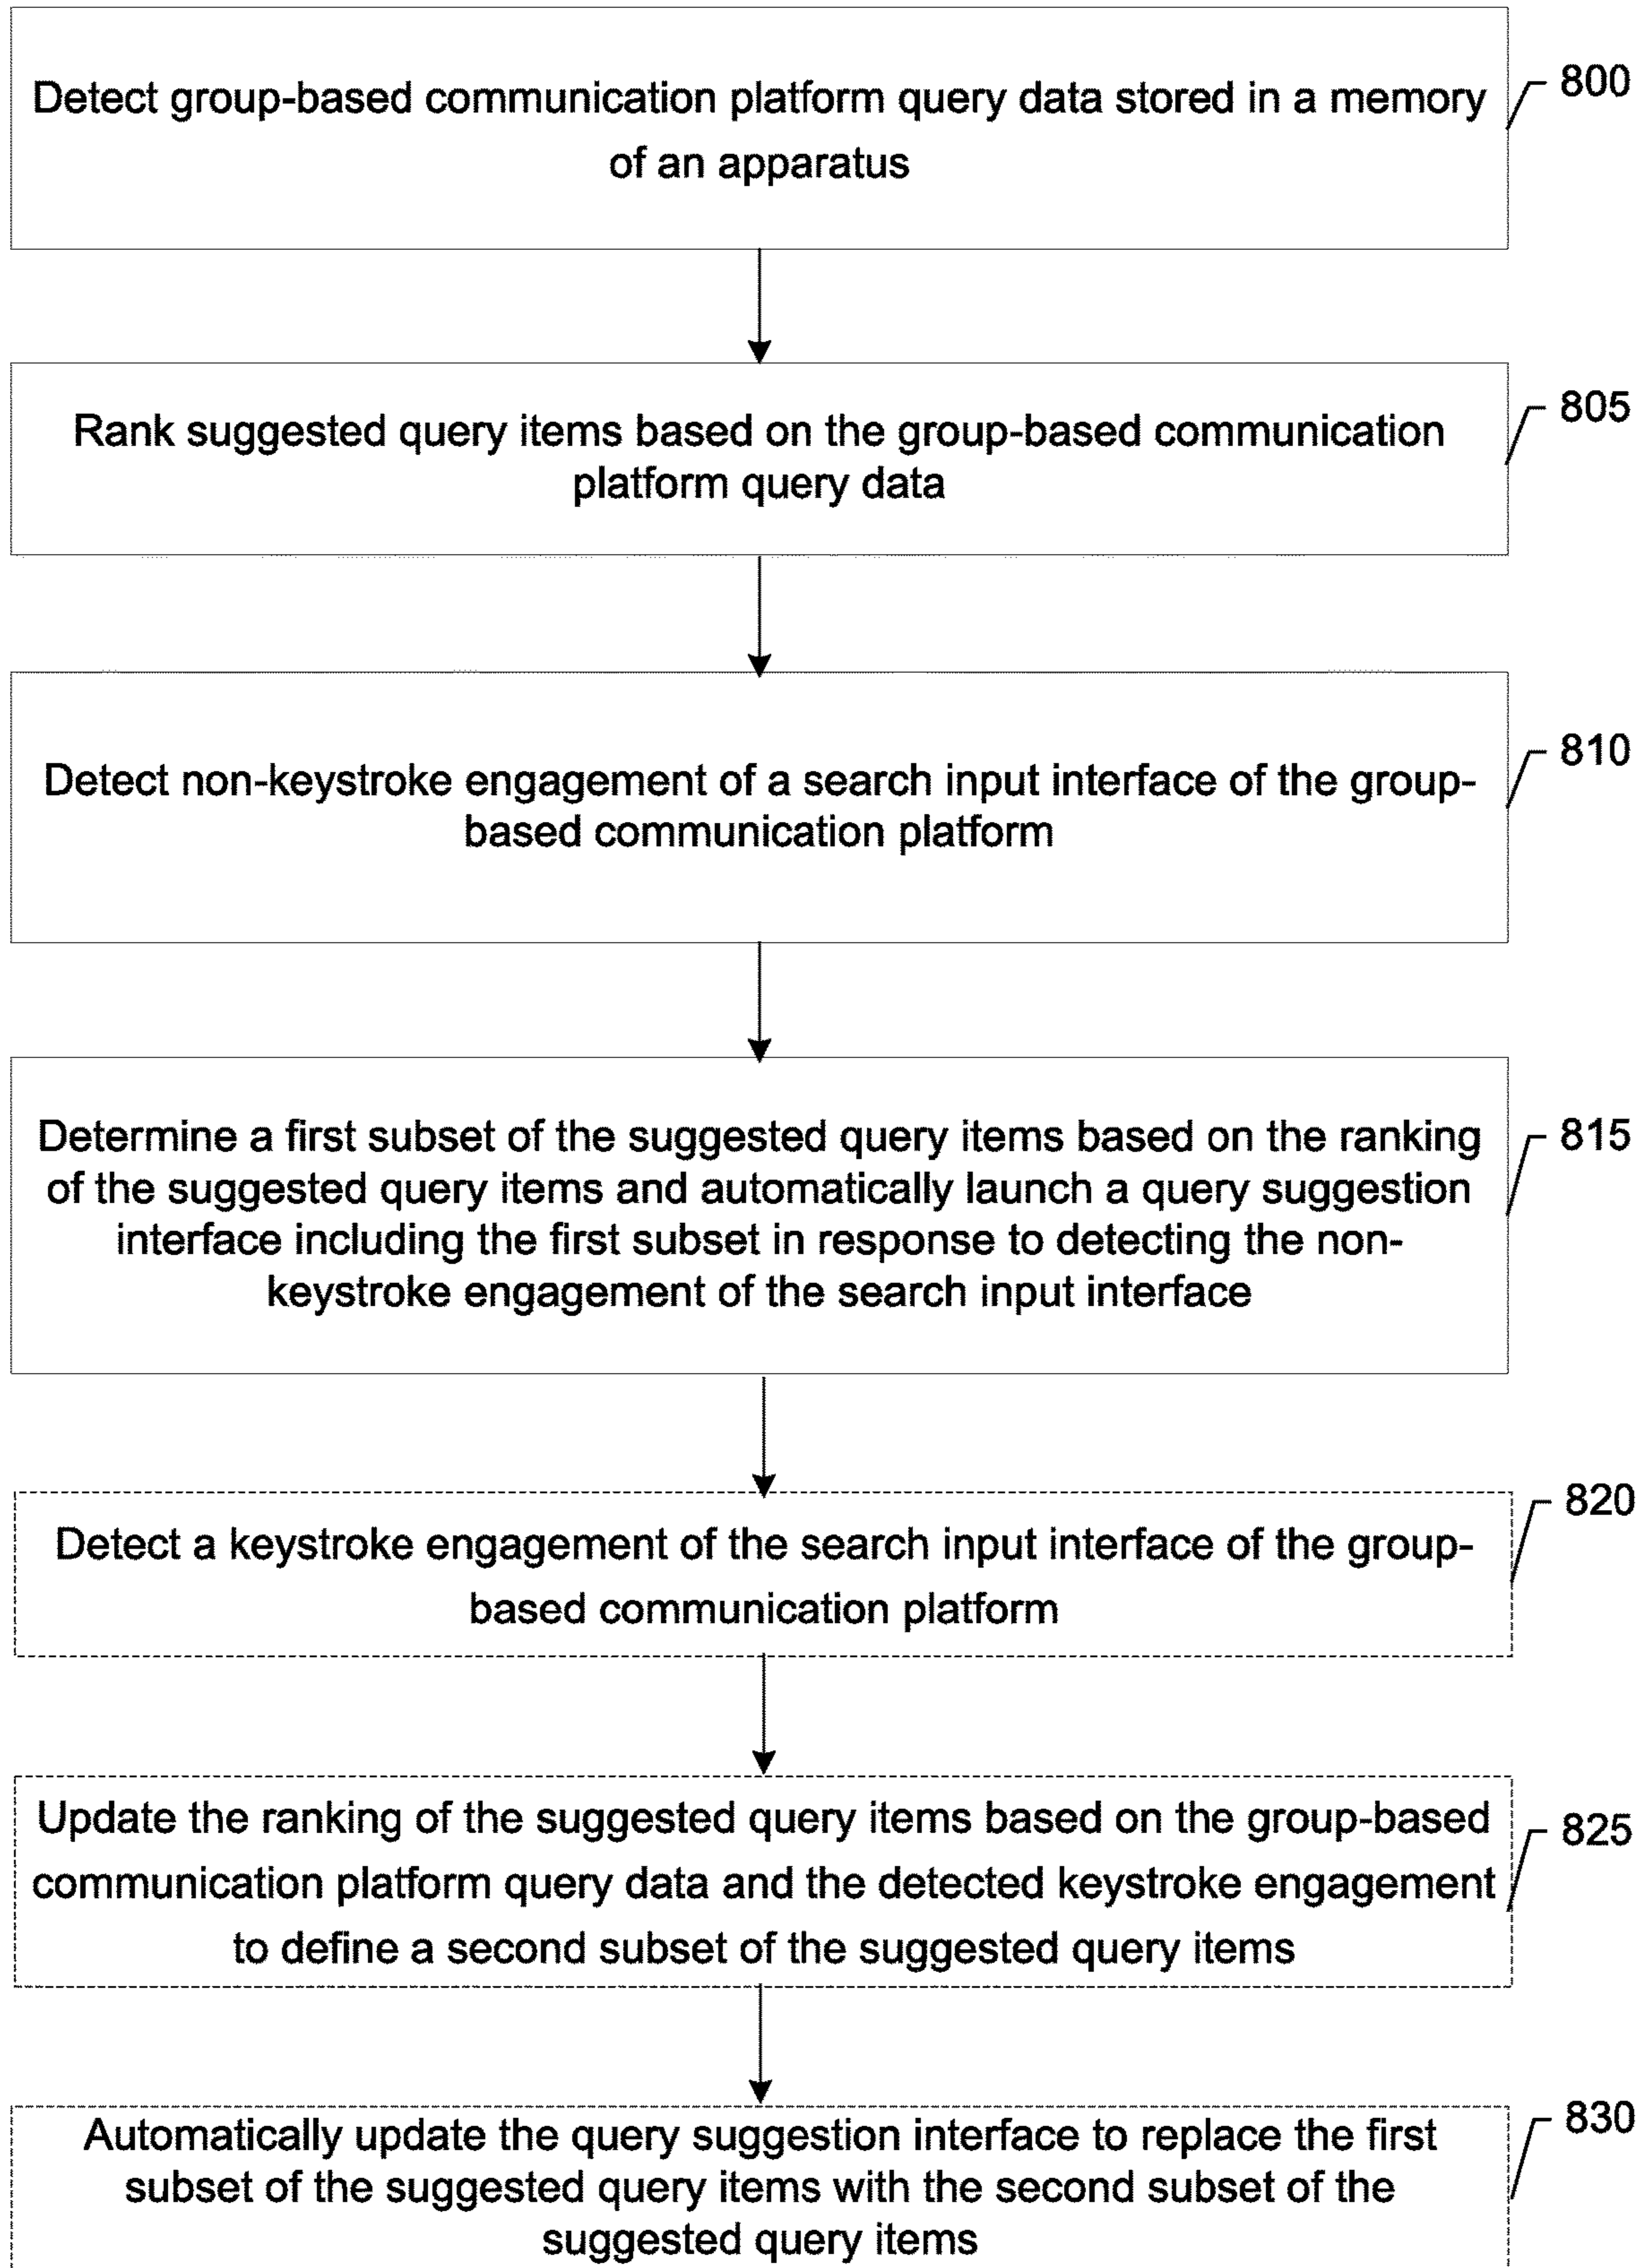 Detect group-based communication platform query data stored in a memory
of an apparatus
800
Rank suggested query items based on the group-based communication
platform query data
805
Detect non-keystroke engagement of a search input interface of the group-
based communication platform
810
Determine a first subset of the suggested query items based on the ranking
of the suggested query items and automatically launch a query suggestion
interface including the first subset in response to detecting the non-
keystroke engagement of the search input interface
815
Detect a keystroke engagement of the search input interface of the group-
based communication platform
820
Update the ranking of the suggested query items based on the group-based
communication platform query data and the detected keystroke engagement
to define a second subset of the suggested query items
825
Automatically update the query suggestion interface to replace the first
subset of the suggested query items with the second subset of the
suggested query items
830